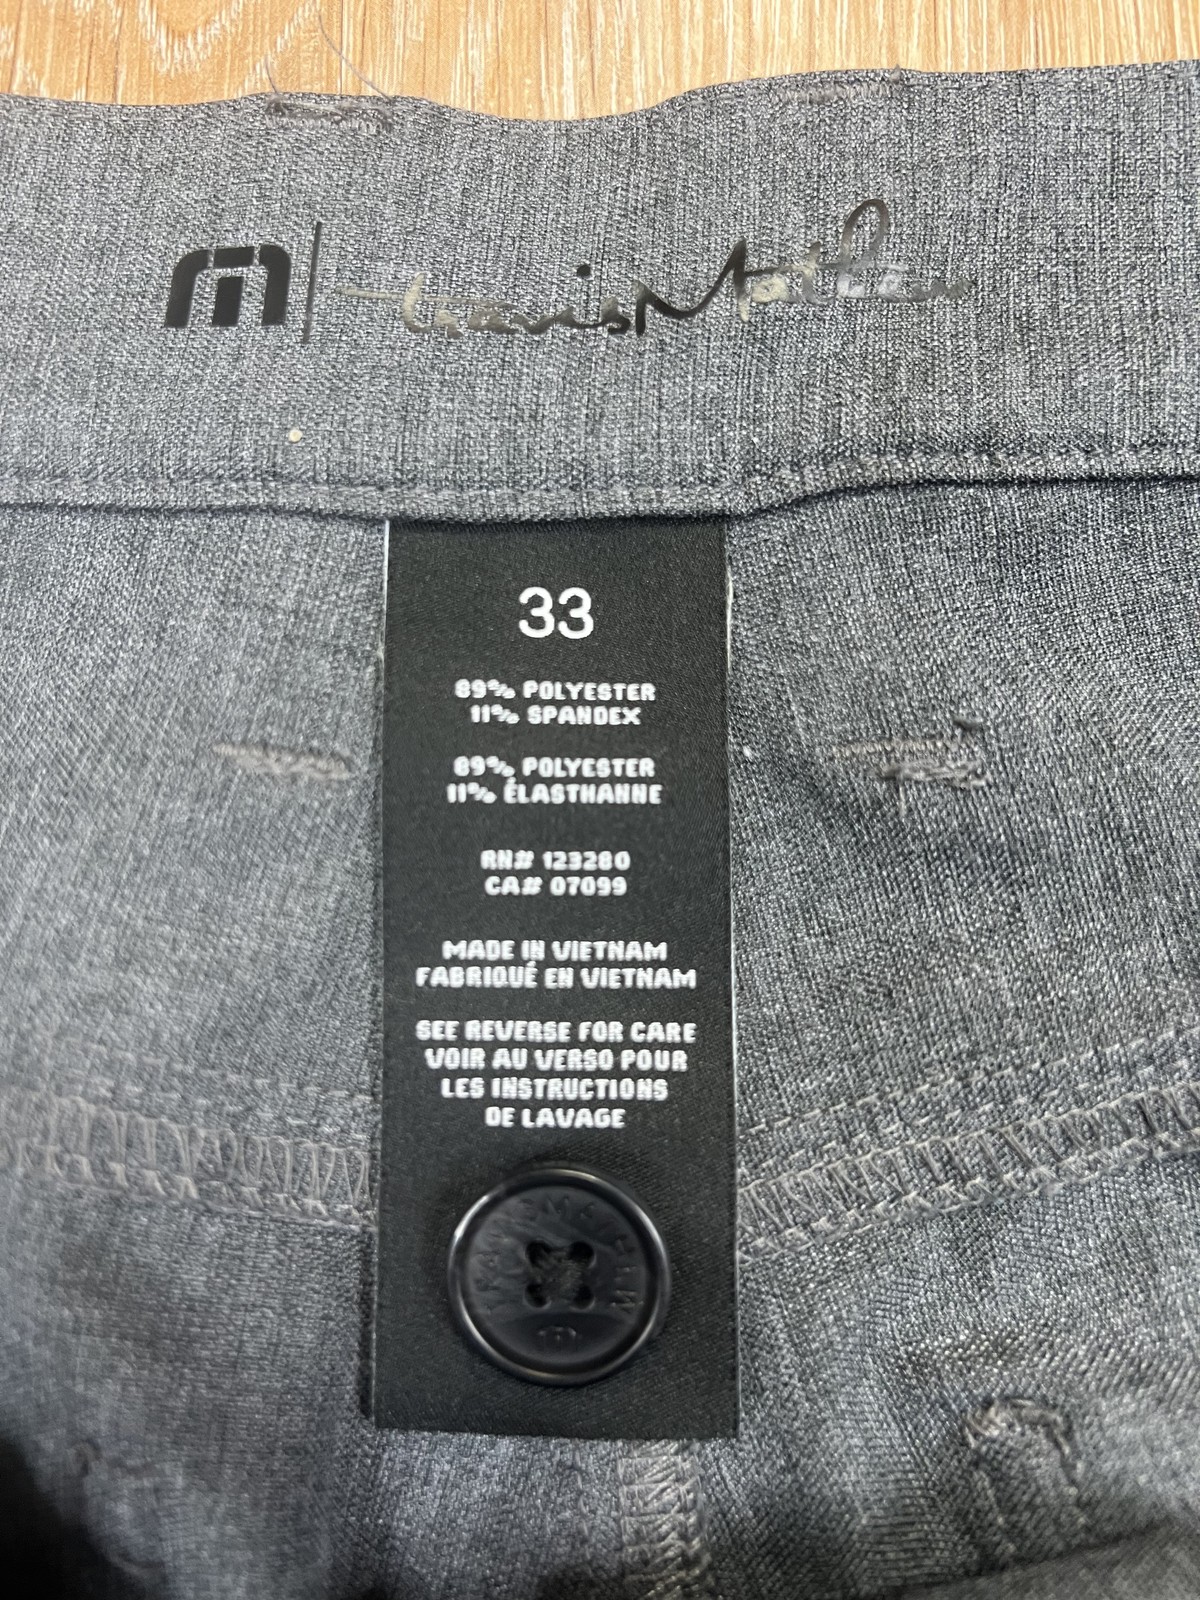 travisMathew
33
89% POLYESTER
11% SPANDEX
89% POLYESTER
11% ÉLASTHANNE
RN# 123280
CA# 07099
MADE IN VIETNAM
FABRIQUÉ EN VIETNAM
SEE REVERSE FOR CARE
VOIR AU VERSO POUR
LES INSTRUCTIONS
DE LAVAGE
TRAVISMATHEW